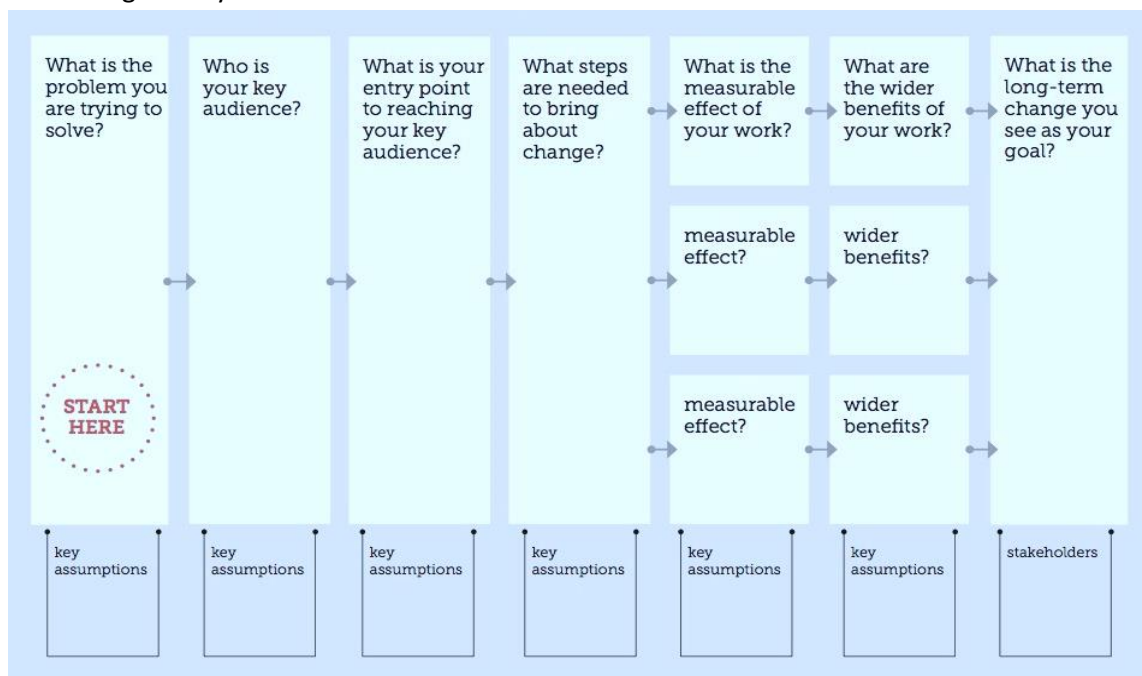 What is the
problem you
are trying to
solve?
START
HERE
key
assumptions
Who is
your key
audience?
key
assumptions
What is your
entry point
to reaching
your key
audience?
key
assumptions
What steps
are needed
to bring
about
change?
key
assumptions
What is the
measurable
effect of
your work?
measurable
effect?
measurable
effect?
key
assumptions
What are
the wider
benefits of
your work?
wider
benefits?
wider
benefits?
key
assumptions
What is the
long-term
change you
see as your
goal?
stakeholders